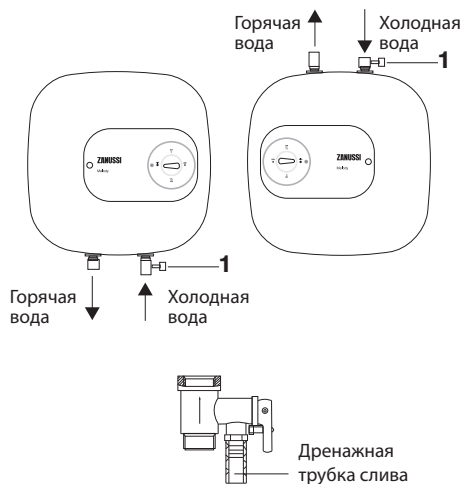 Горячая
вода
Холодная
вода
1
ZANUSSI
ZANUSSI
1
Горячая
вода
Холодная
вода
Дренажная
трубка слива